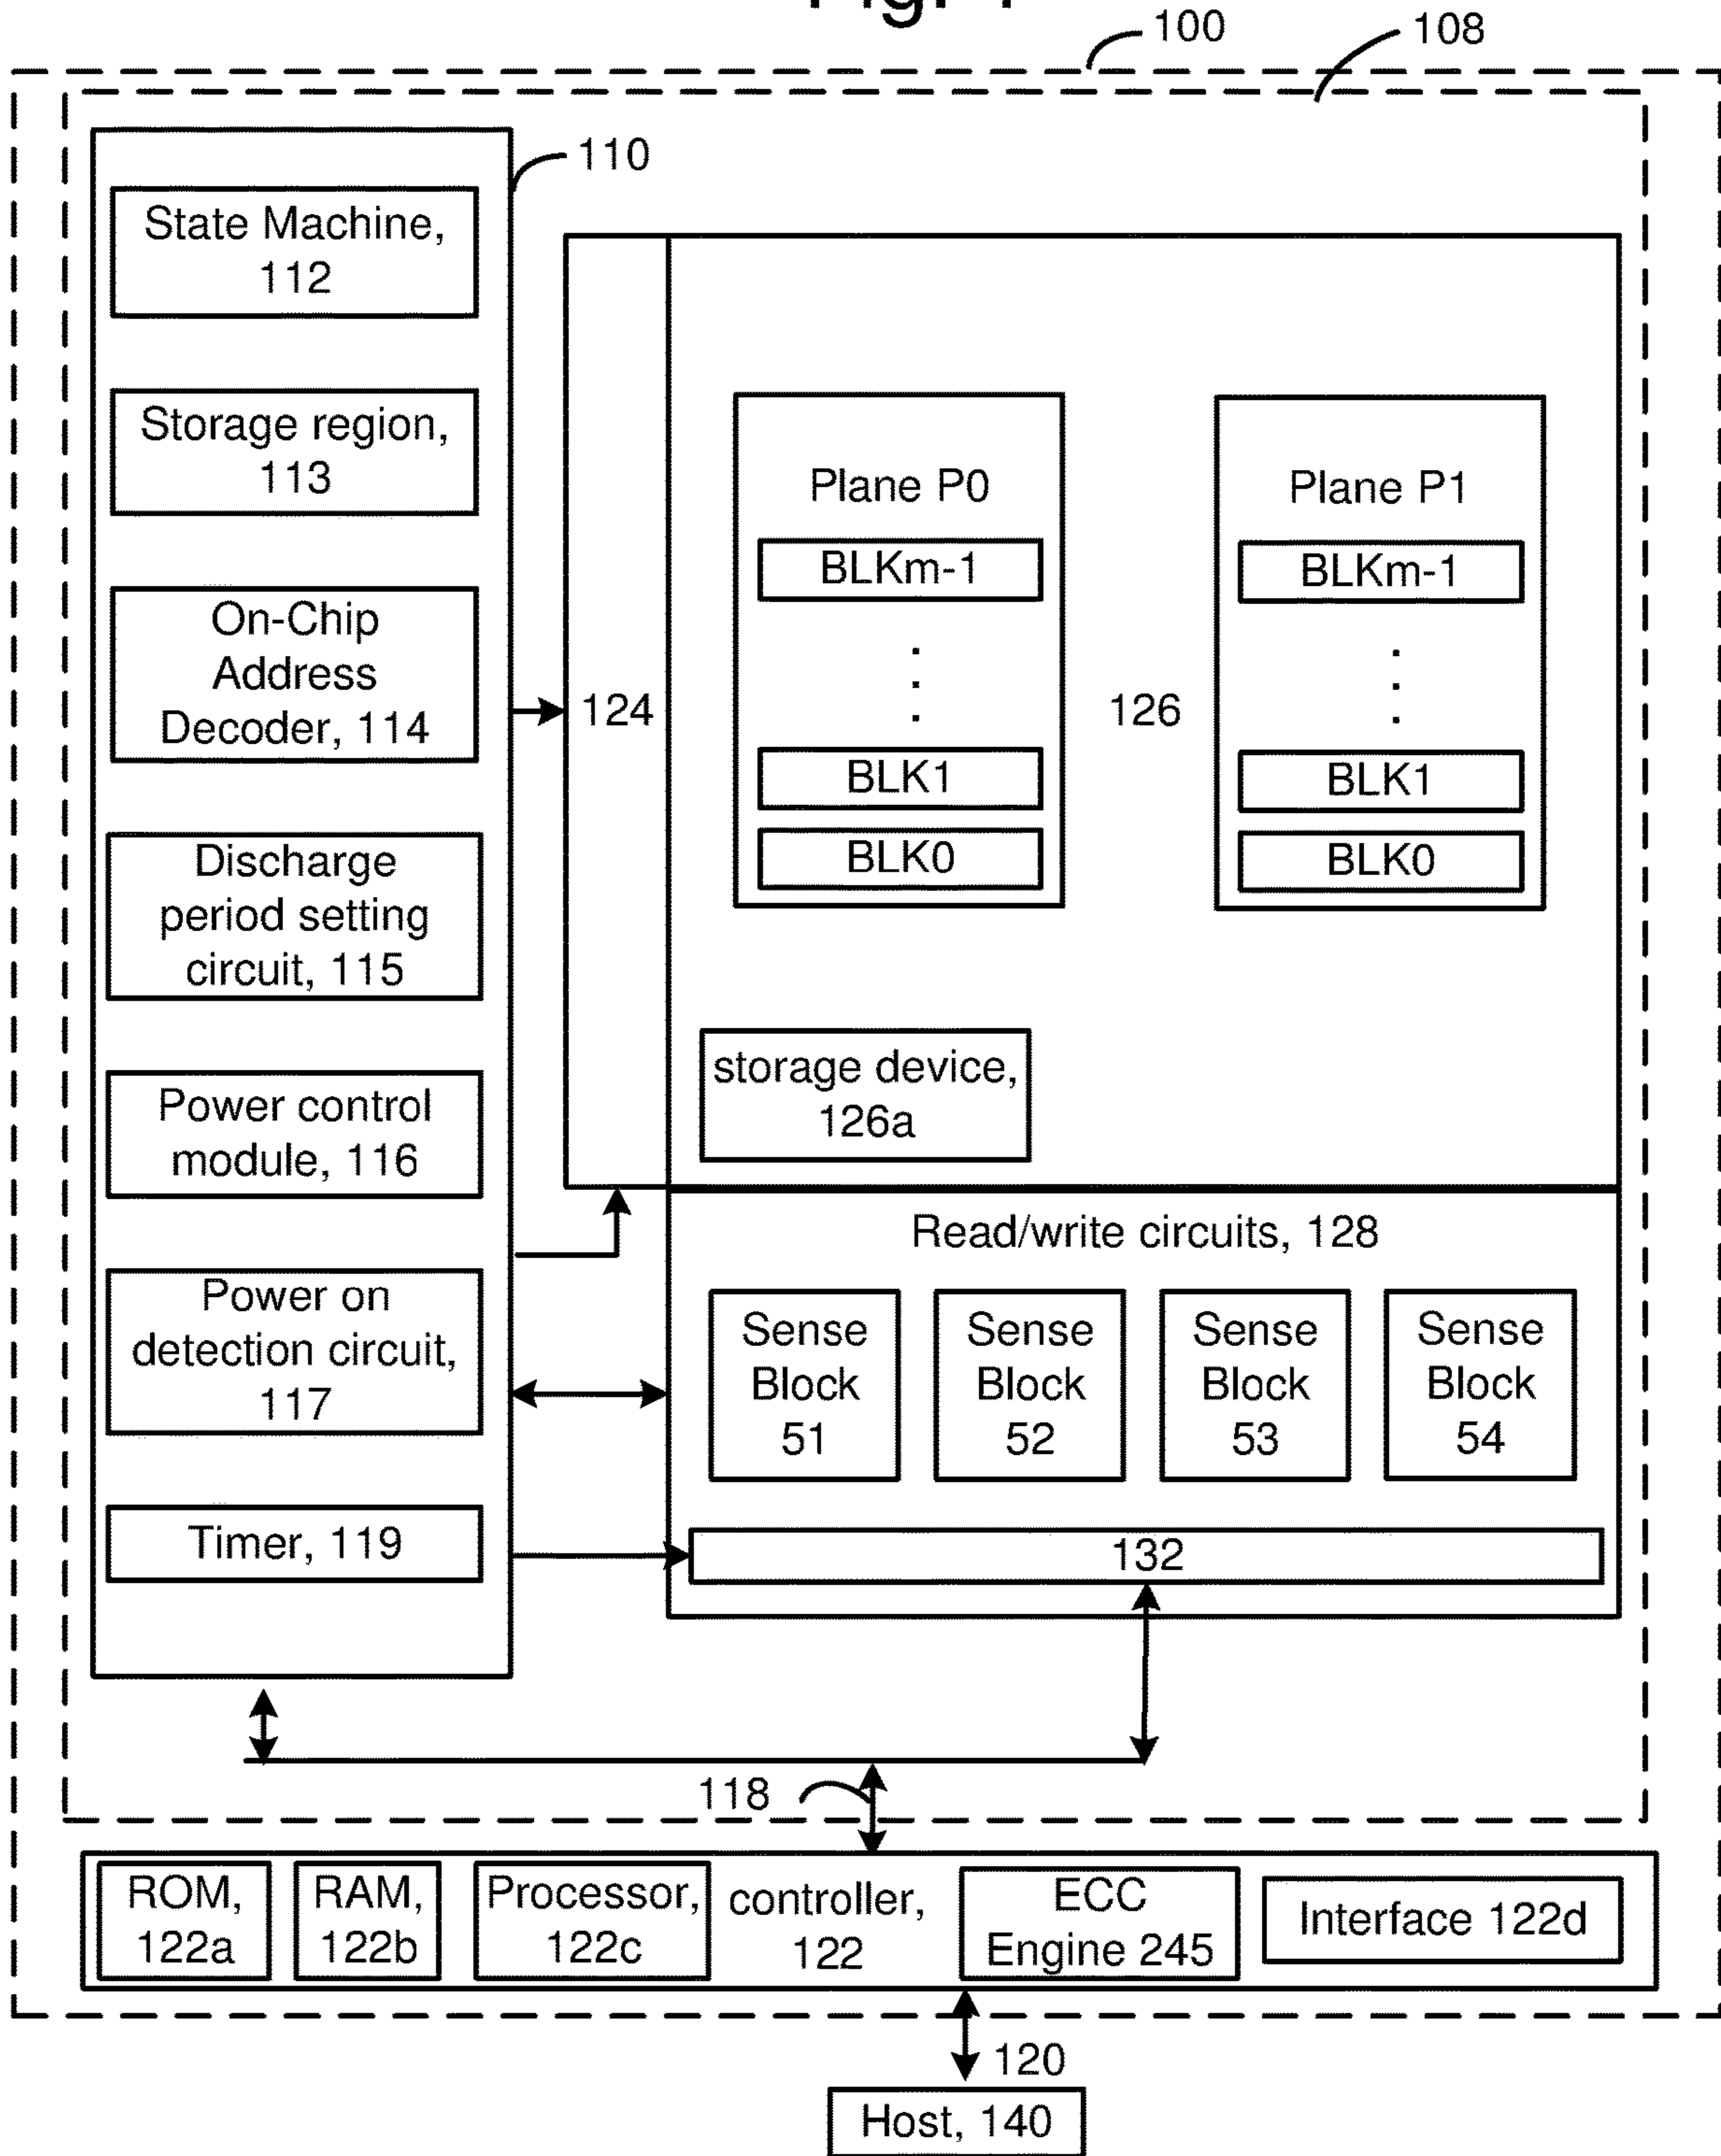 100
108
110
State Machine,
112
Storage region,
113
On-Chip
Address
Decoder, 114
Discharge
period setting
circuit, 115
Power control
module, 116
Power on
detection circuit,
117
Timer, 119
124
Plane P0
BLKm-1
.
.
.
BLK1
BLK0
126
Plane P1
BLKm-1
.
.
.
BLK1
BLK0
storage device,
126a
Read/write circuits, 128
Sense
Block
51
Sense
Block
52
Sense
Block
53
Sense
Block
54
132
118
ROM,
122a
RAM,
122b
Processor,
122c
controller,
122
ECC
Engine 245
Interface 122d
120
Host, 140